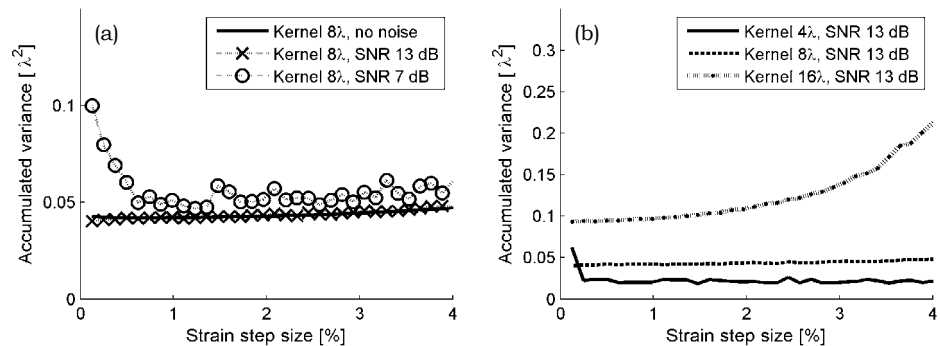 (a)
Kernel 8λ, no noise
Kernel 8λ, SNR 13 dB
Kernel 8λ, SNR 7 dB
Accumulated variance [ λ²]
0.1
0.05
0
0 1 2 3 4
Strain step size [%]
(b)
Kernel 4λ, SNR 13 dB
Kernel 8λ, SNR 13 dB
Kernel 16λ, SNR 13 dB
Accumulated variance [ λ²]
0.3
0.25
0.2
0.15
0.1
0.05
0
0 1 2 3 4
Strain step size [%]